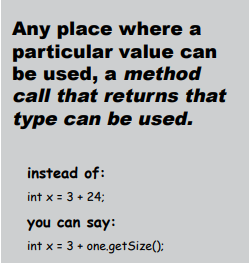 Any place where a
particular value can
be used, a method
call that returns that
type can be used.
instead of:
int x = 3 + 24;
you can say:
int x = 3 + one.getSize();